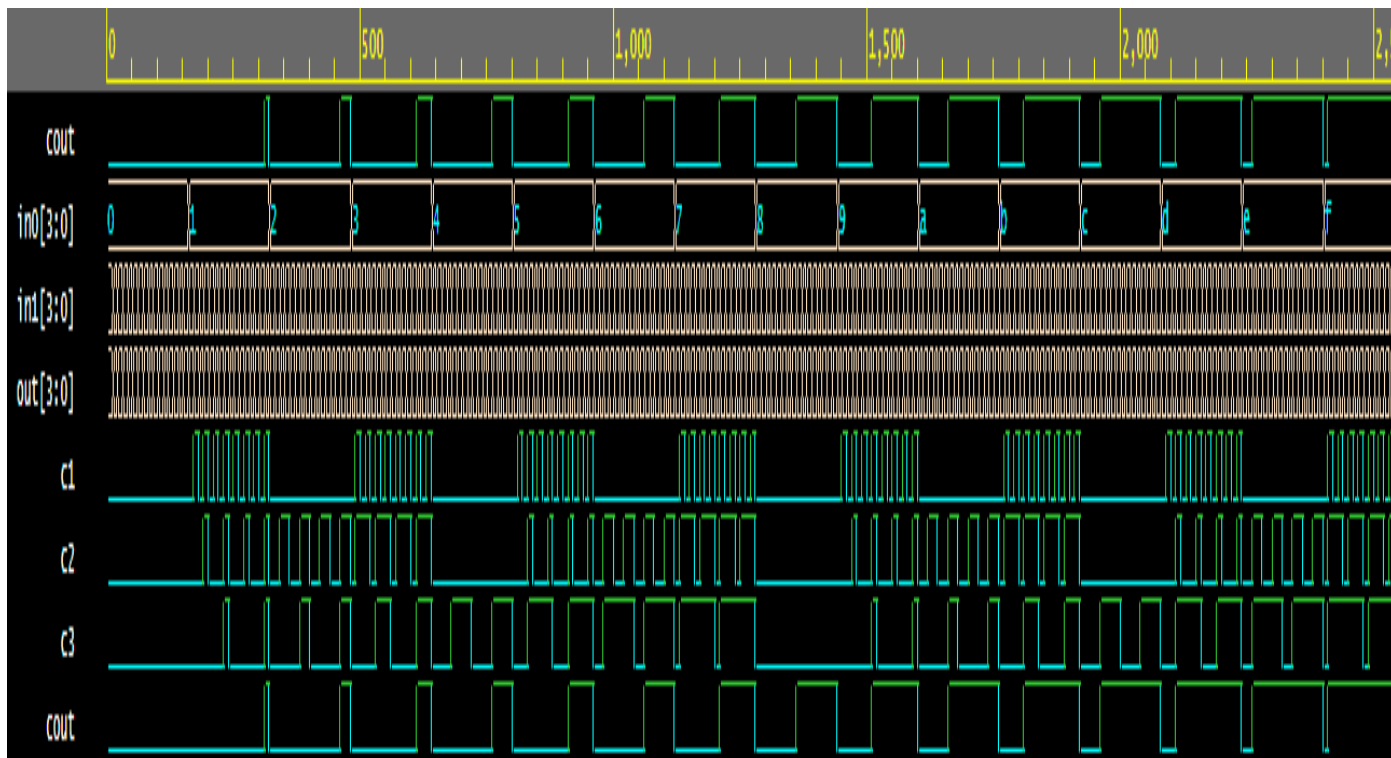 0 500 1,000 1,500 2,000 2,
cout
in0[3:0] 0 1 2 3 4 5 6 7 8 9 a b c d e f
in1[3:0]
out[3:0]
c1
c2
c3
cout